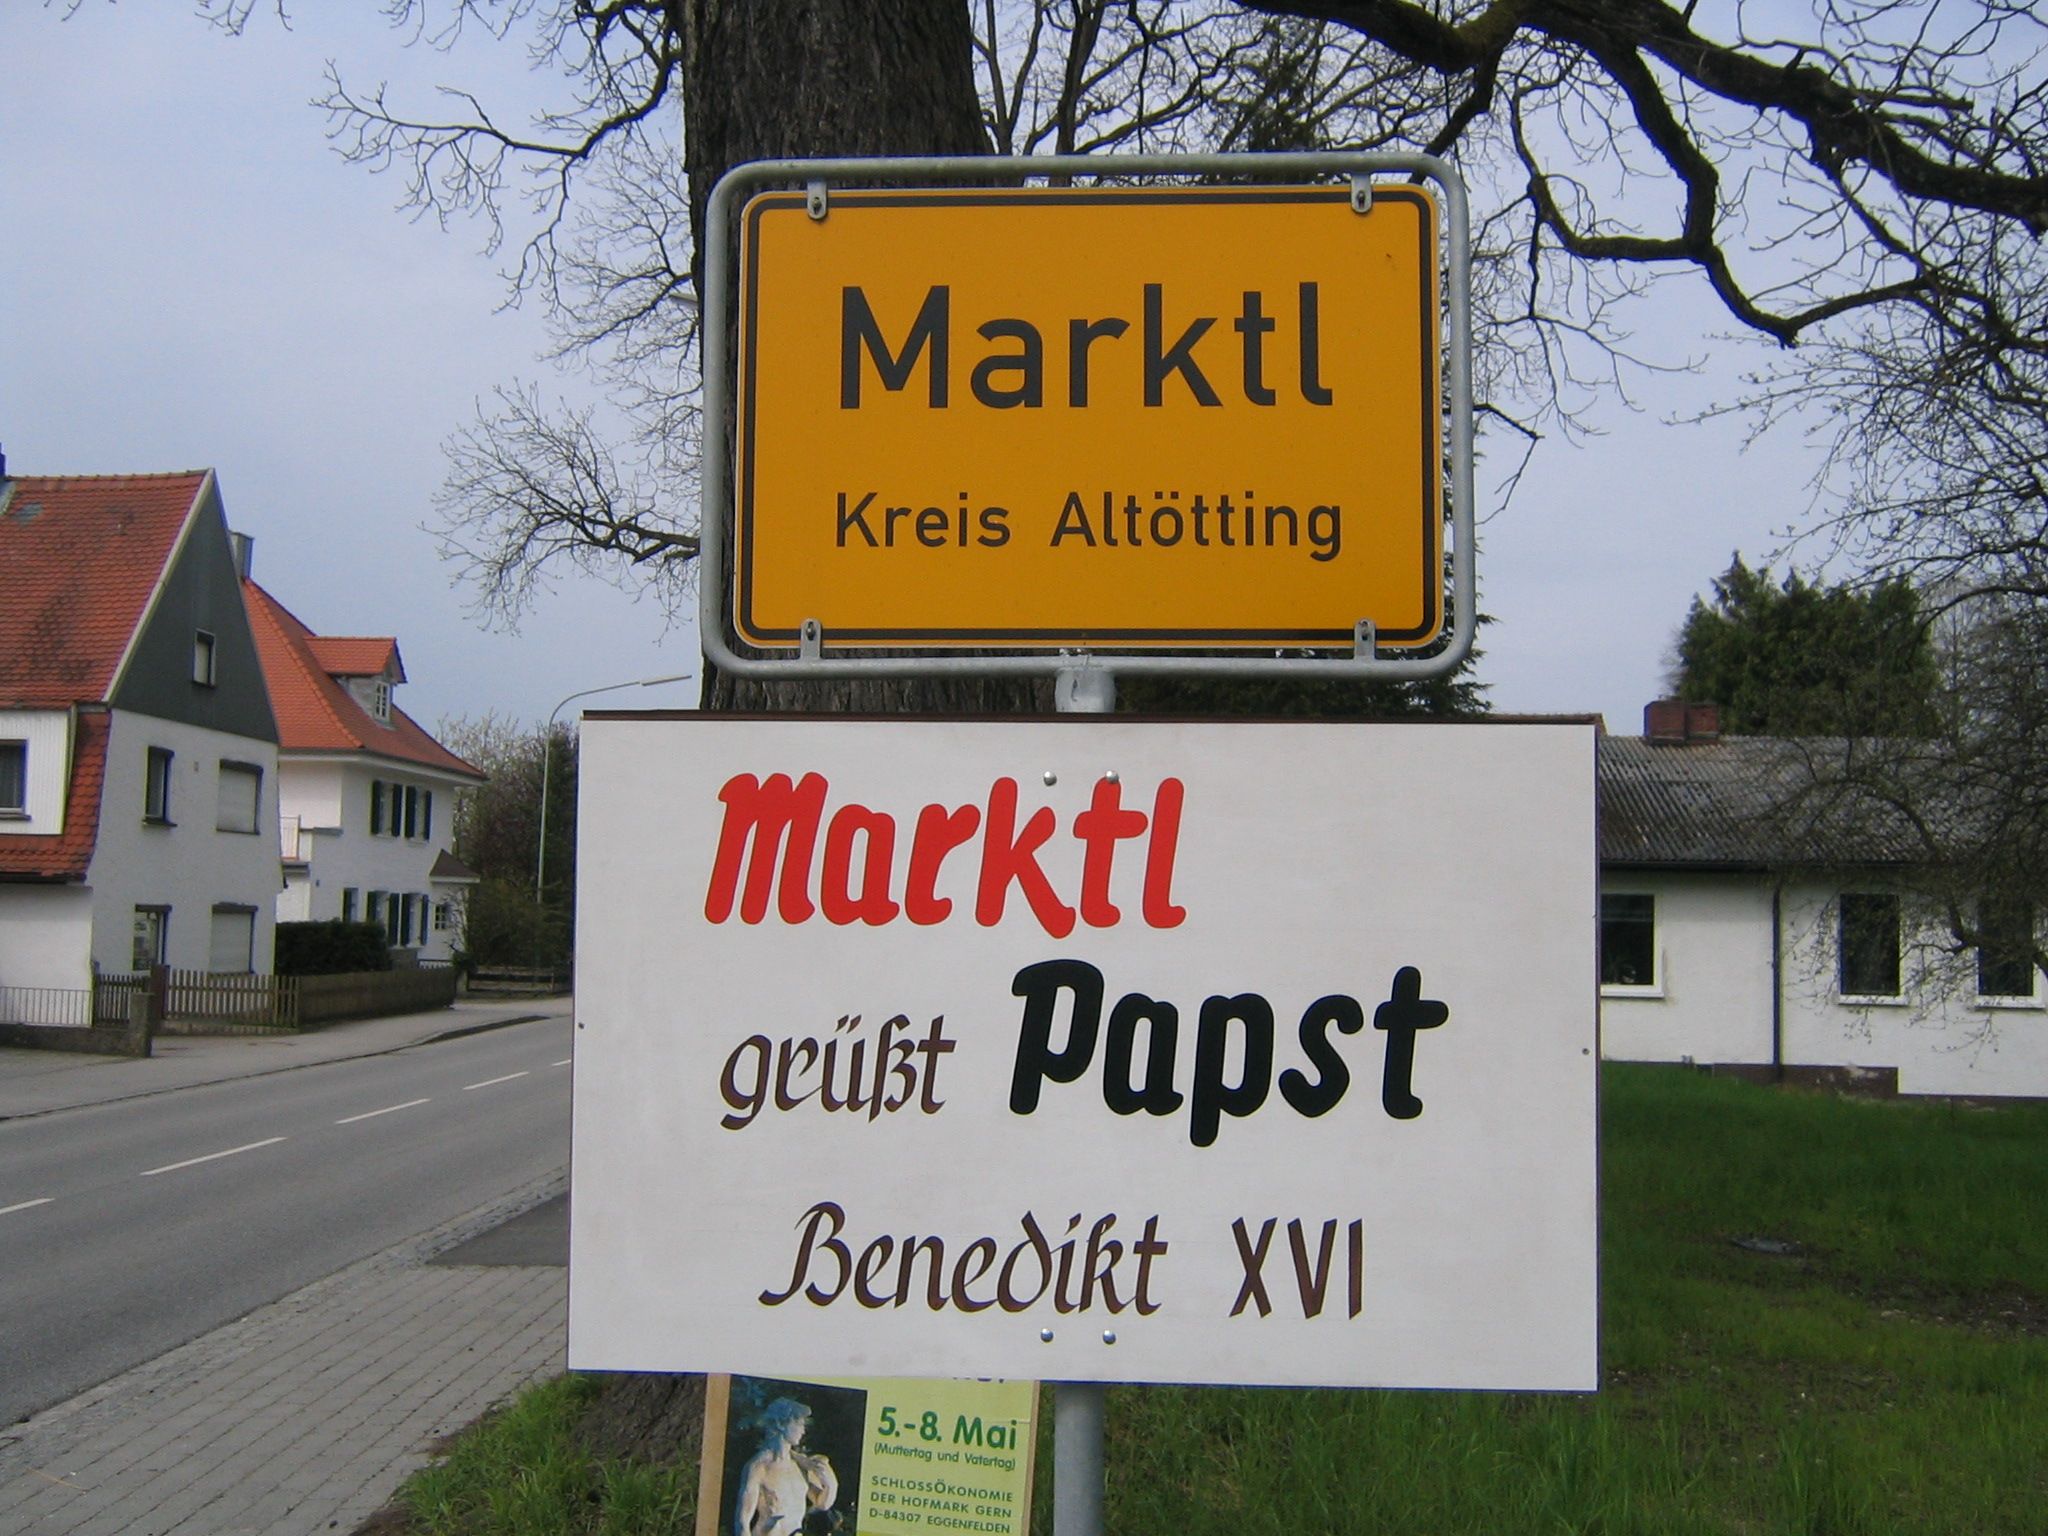 Marktl
Kreis Altötting
Marktl
grüßt Papst
Benedikt XVI
5.-8. Mai
(Muttertag und Vatertag)
SCHLOSSÖKONOMIE
DER HOFMARK GERN
D-84307 EGGENFELDEN